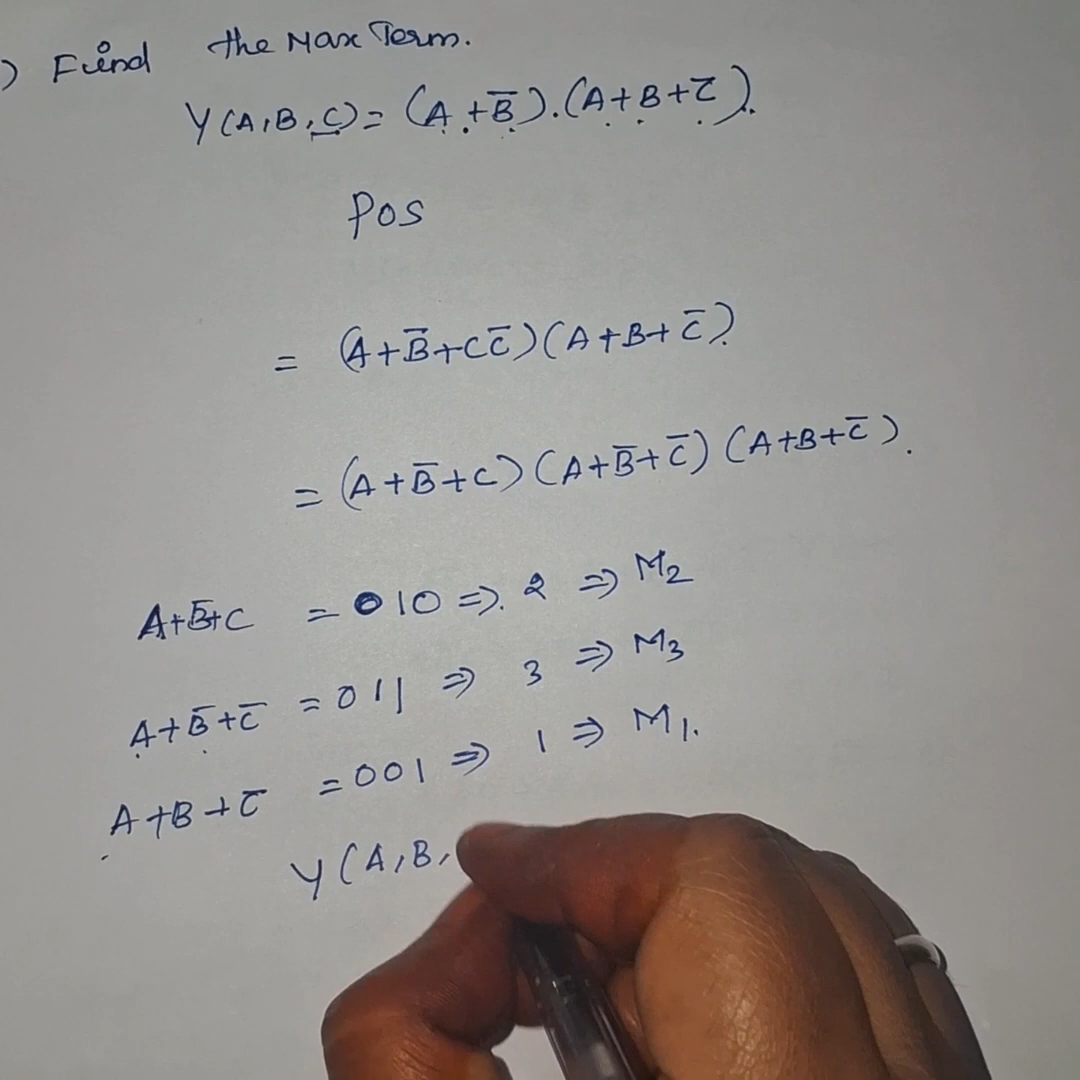 ) Find the Max Term.
Y(A,B,C) = (A+B̅).(A+B+C̅).
Pos
= (A+B̅+CC̅)(A+B+C̅).
= (A+B̅+C)(A+B̅+C̅)(A+B+C̅).
A+B̅+C = 010 ⇒ 2 ⇒ M2
A+B̅+C̅ = 011 ⇒ 3 ⇒ M3
A+B+C̅ = 001 ⇒ 1 ⇒ M1.
Y(A,B,